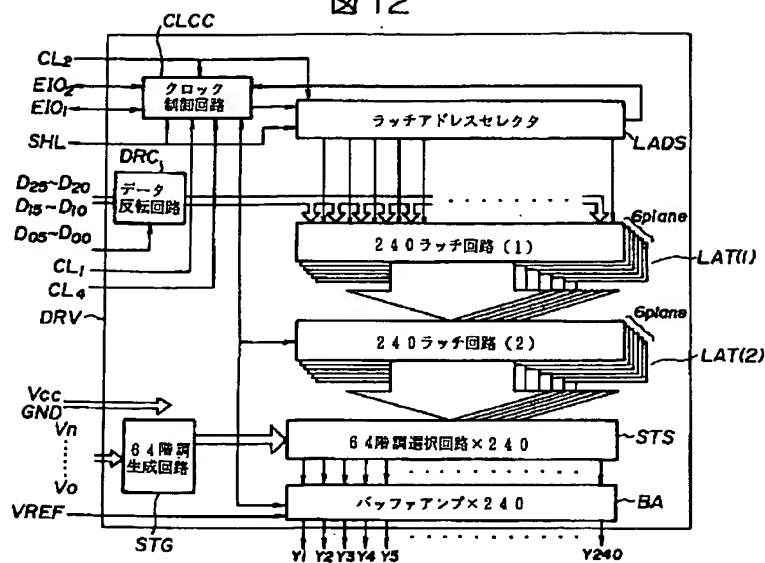 図12
CLCC
CL2
EIO2
EIO1
クロック
制御回路
ラッチアドレスセレクタ
LADS
SHL
DRC
D25~D20
D15~D10
D05~D00
データ
反転回路
6plane
240ラッチ回路(1)
LAT(1)
CL1
CL4
DRV
6plane
240ラッチ回路(2)
LAT(2)
Vcc
GND
Vn
Vo
64階調
生成回路
64階調選択回路×240
STS
VREF
バッファアンプ×240
BA
STG
Y1 Y2 Y3 Y4 Y5 Y240